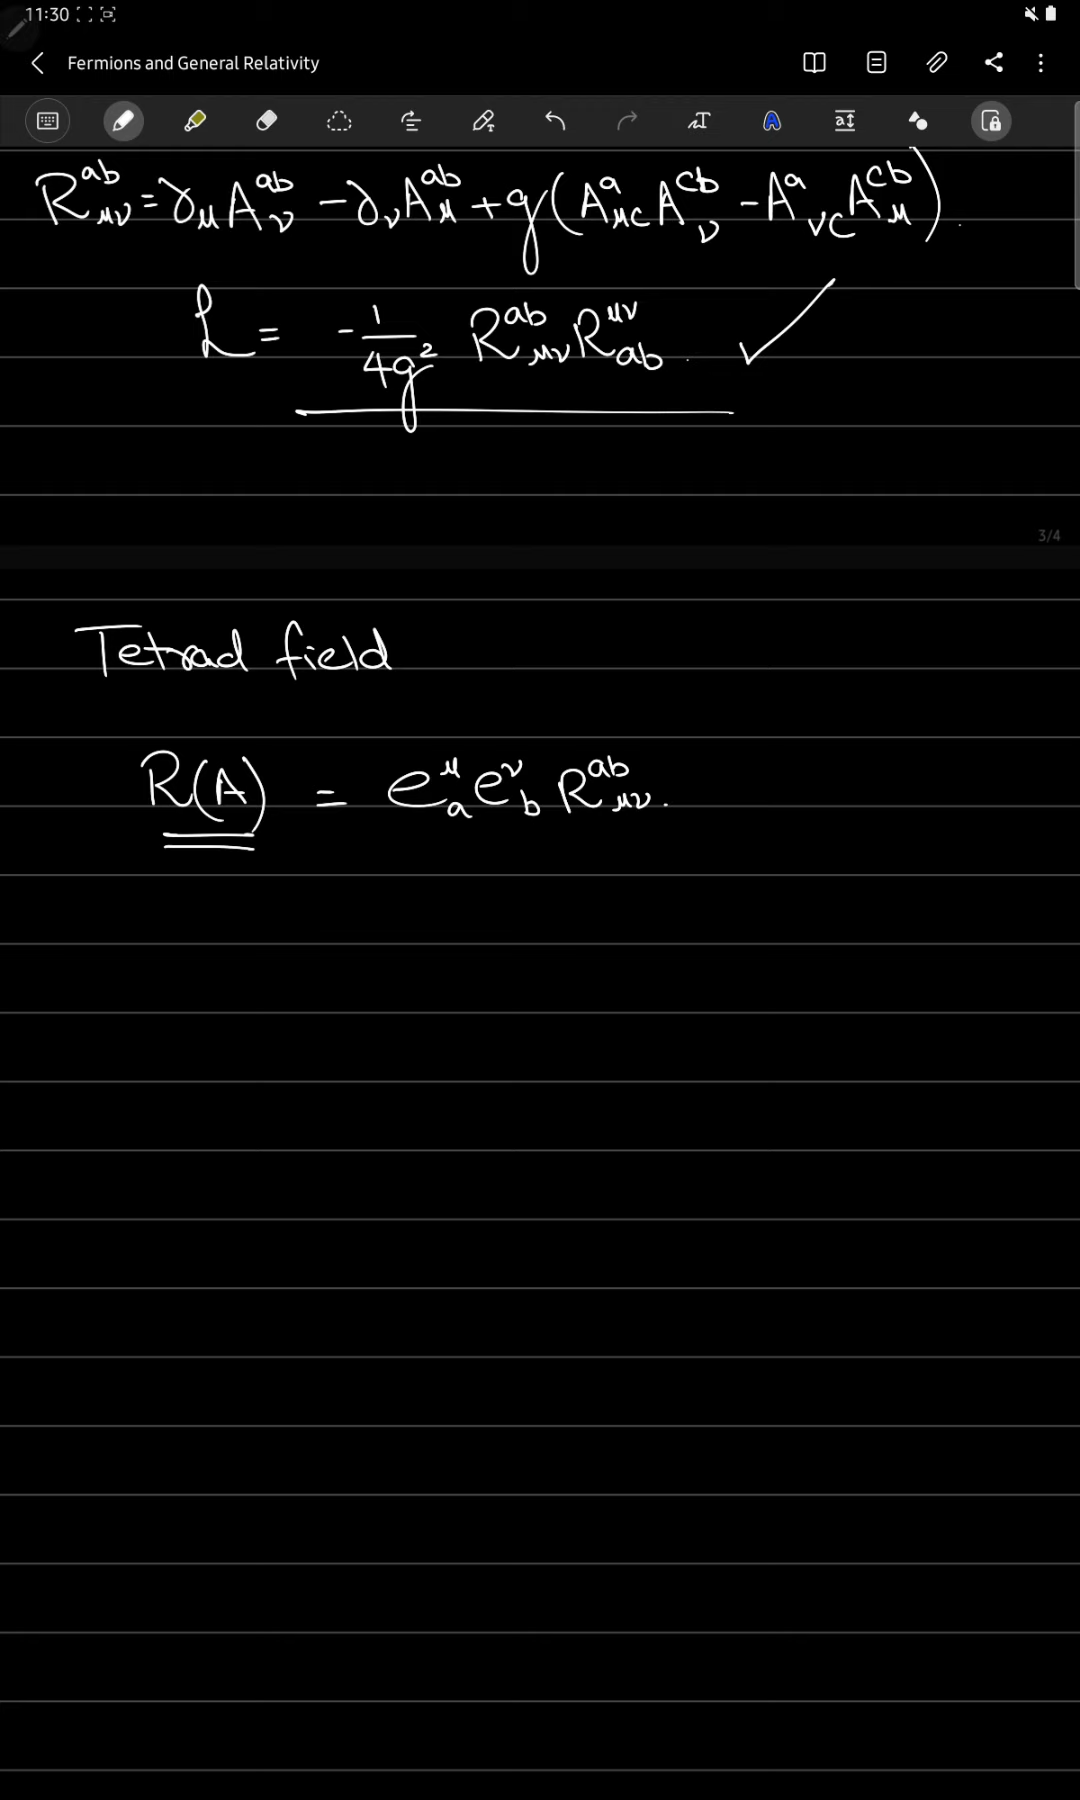 11:30
Fermions and General Relativity
R^{ab}_{μν} = ∂_μ A^{ab}_ν - ∂_ν A^{ab}_μ + g(A^a_{μc} A^{cb}_ν - A^a_{νc} A^{cb}_μ).
L = -1/4g² R^{ab}_{μν} R^{μν}_{ab}. ✓
3/4
Tetrad field
R(A) = e^μ_a e^ν_b R^{ab}_{μν}.